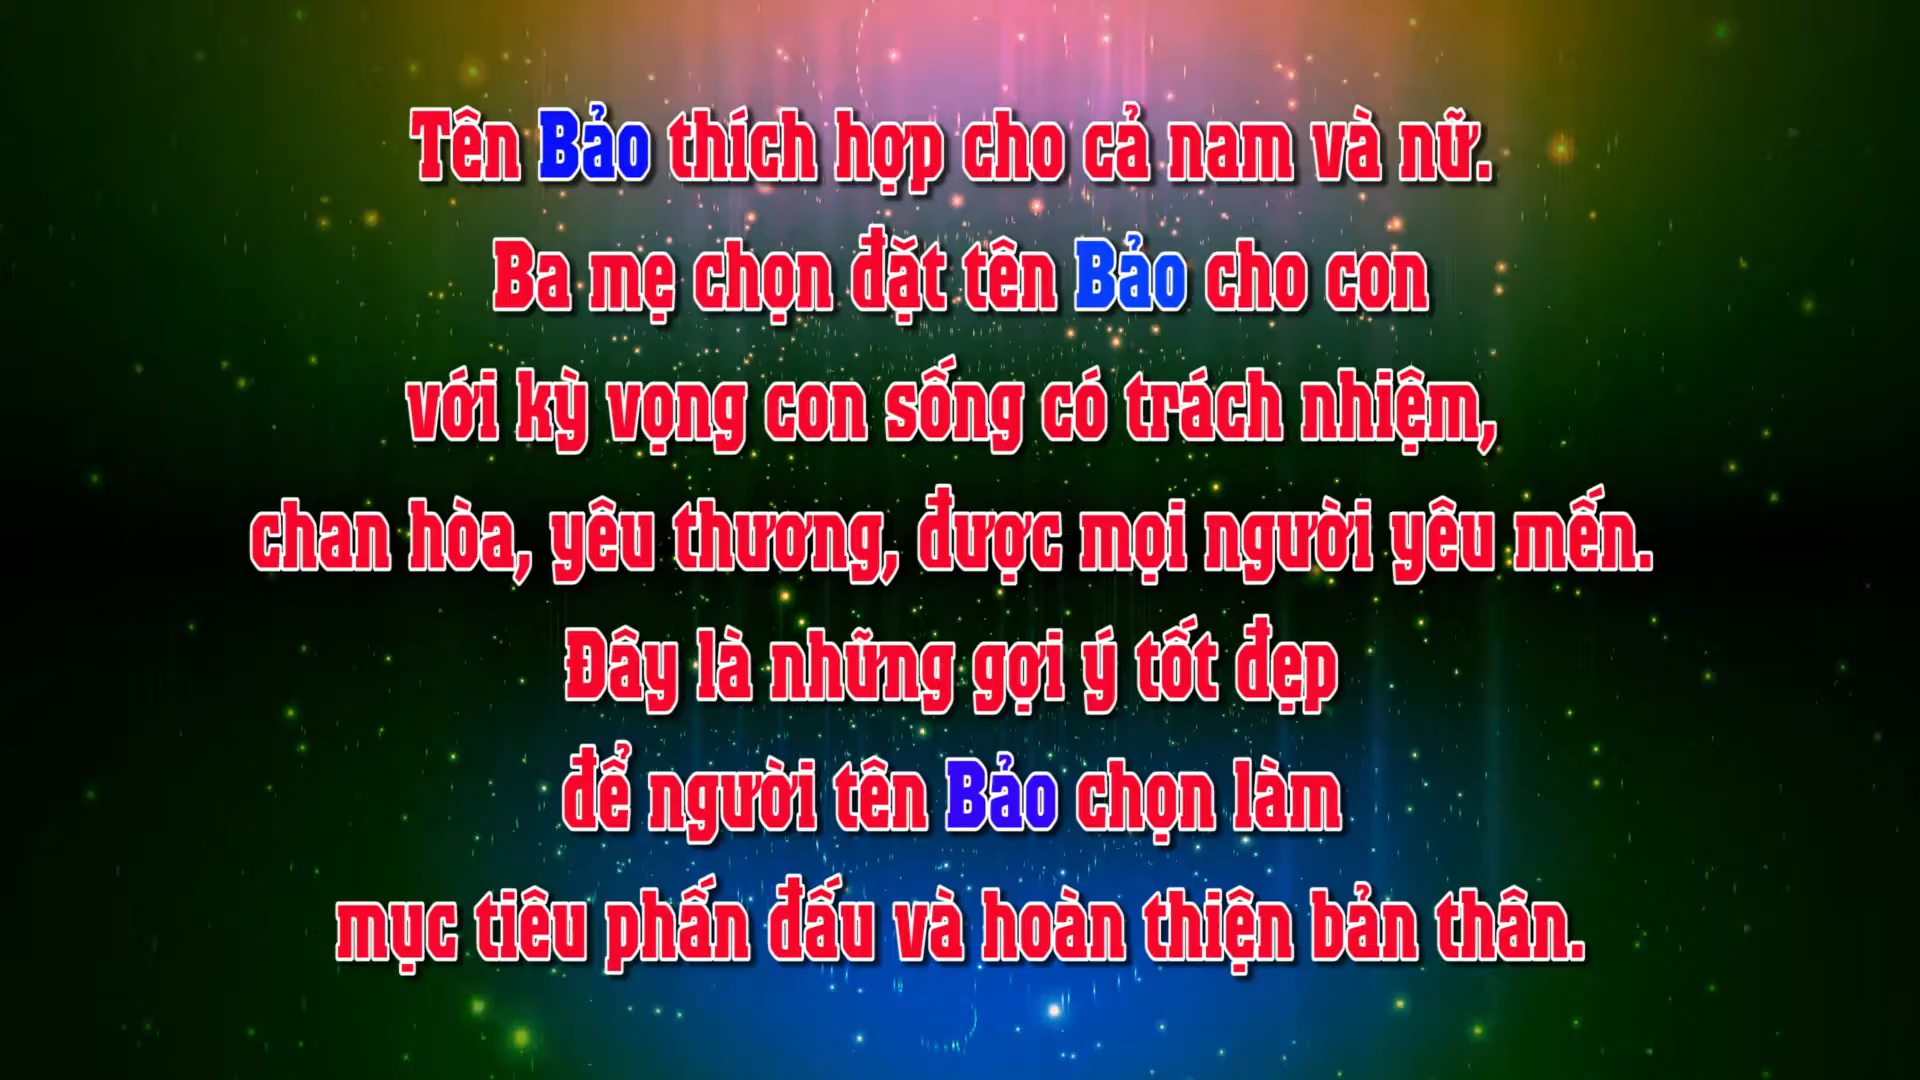 Tên Bảo thích hợp cho cả nam và nữ.
Ba mẹ chọn đặt tên Bảo cho con
với kỳ vọng con sống có trách nhiệm,
chan hòa, yêu thương, được mọi người yêu mến.
Đây là những gợi ý tốt đẹp
để người tên Bảo chọn làm
mục tiêu phấn đấu và hoàn thiện bản thân.